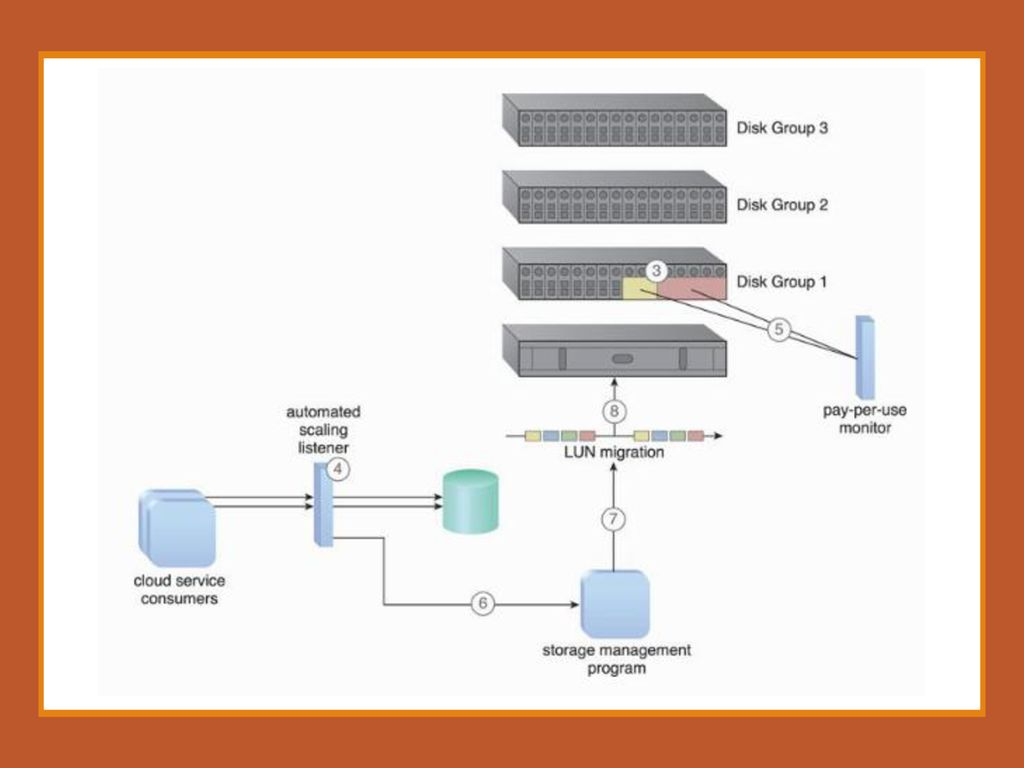 Disk Group 3
Disk Group 2
3
Disk Group 1
5
pay-per-use
monitor
8
LUN migration
automated
scaling
listener
4
7
cloud service
consumers
6
storage management
program